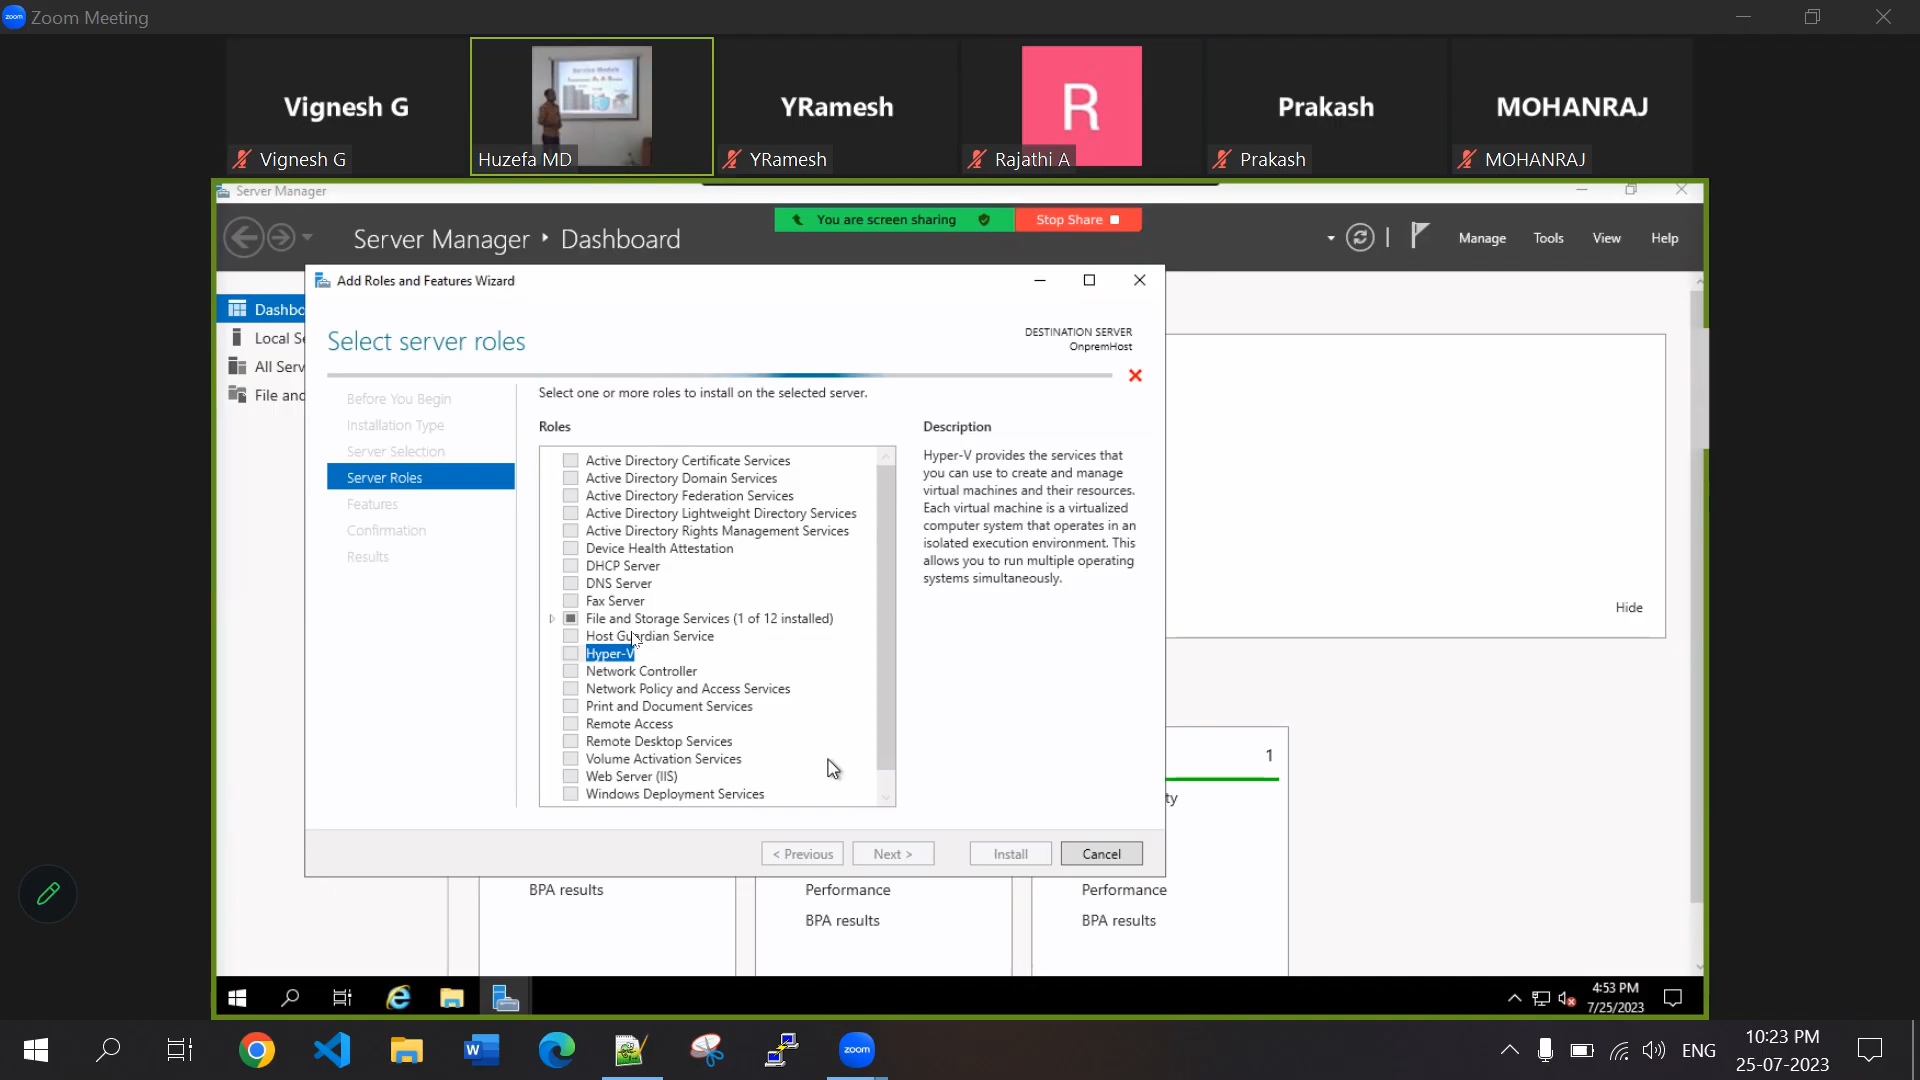 zoom Zoom Meeting
Vignesh G
YRamesh
R
Prakash
MOHANRAJ
Vignesh G
Huzefa MD
YRamesh
Rajathi A
Prakash
MOHANRAJ
Server Manager
You are screen sharing
Stop Share
Server Manager • Dashboard
Manage
Tools
View
Help
Add Roles and Features Wizard
Dashbo
Local Se
All Serv
File and
Select server roles
DESTINATION SERVER
OnpremHost
Before You Begin
Installation Type
Server Selection
Server Roles
Features
Confirmation
Results
Select one or more roles to install on the selected server.
Roles
Active Directory Certificate Services
Active Directory Domain Services
Active Directory Federation Services
Active Directory Lightweight Directory Services
Active Directory Rights Management Services
Device Health Attestation
DHCP Server
DNS Server
Fax Server
File and Storage Services (1 of 12 installed)
Host Guardian Service
Hyper-V
Network Controller
Network Policy and Access Services
Print and Document Services
Remote Access
Remote Desktop Services
Volume Activation Services
Web Server (IIS)
Windows Deployment Services
Description
Hyper-V provides the services that
you can use to create and manage
virtual machines and their resources.
Each virtual machine is a virtualized
computer system that operates in an
isolated execution environment. This
allows you to run multiple operating
systems simultaneously.
Hide
1
ty
< Previous
Next >
Install
Cancel
BPA results
Performance
BPA results
Performance
BPA results
4:53 PM
7/25/2023
zoom
ENG
10:23 PM
25-07-2023